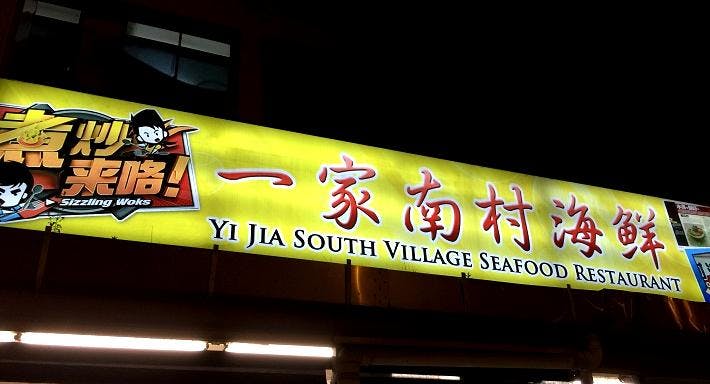 煮炒
来咯!
Sizzling Woks
一家南村海鲜
YI JIA SOUTH VILLAGE SEAFOOD RESTAURANT